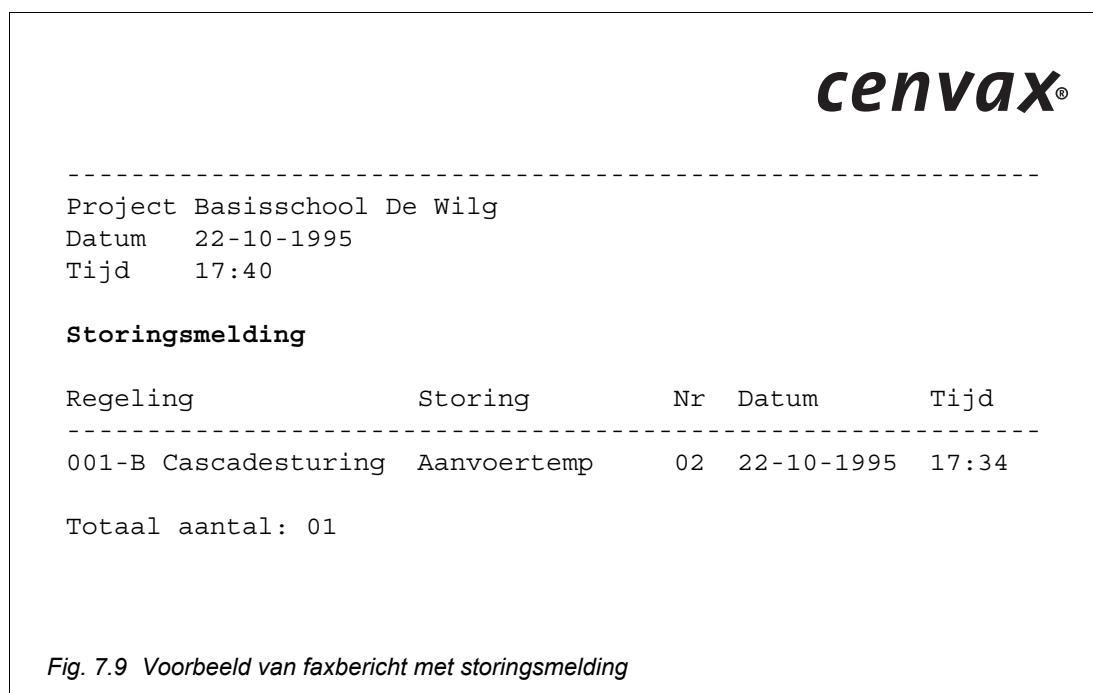 cenvax®
-------------------------------------------------------------
Project Basisschool De Wilg
Datum 22-10-1995
Tijd 17:40
Storingsmelding
Regeling Storing Nr Datum Tijd
-------------------------------------------------------------
001-B Cascadesturing Aanvoertemp 02 22-10-1995 17:34
Totaal aantal: 01
Fig. 7.9 Voorbeeld van faxbericht met storingsmelding